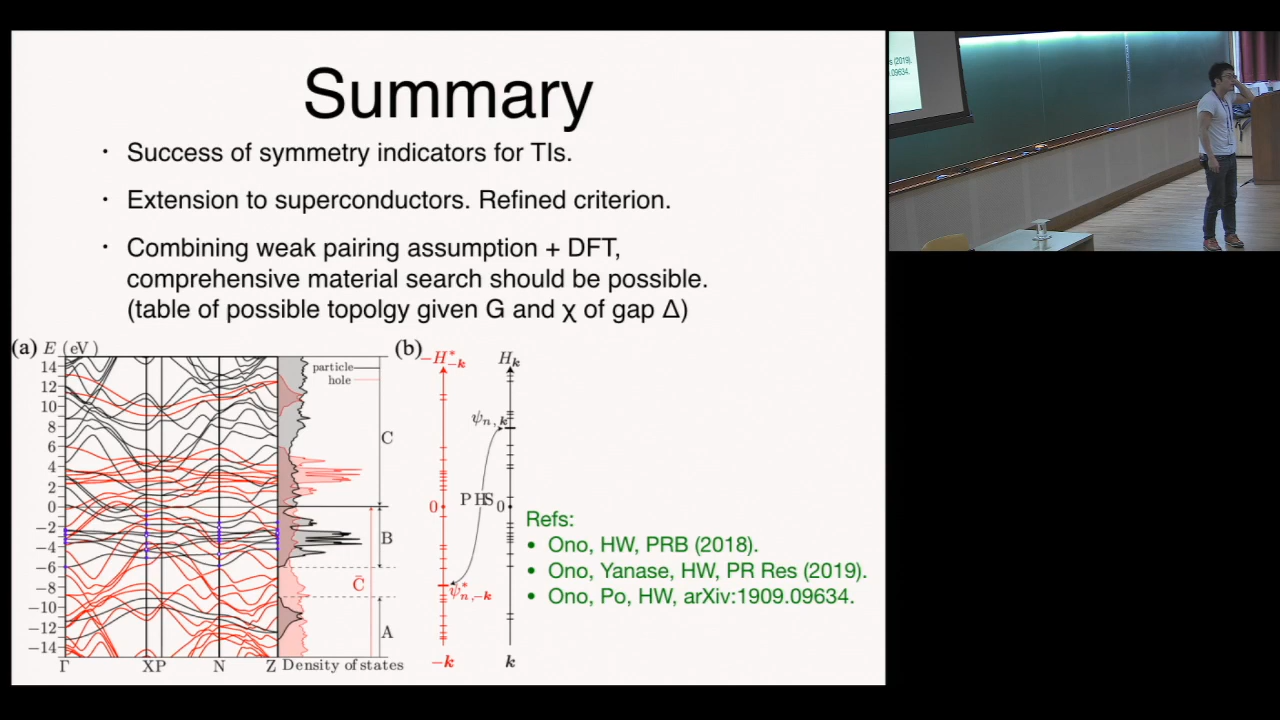 Summary
· Success of symmetry indicators for TIs.
· Extension to superconductors. Refined criterion.
· Combining weak pairing assumption + DFT,
comprehensive material search should be possible.
(table of possible topolgy given G and χ of gap Δ)
(a) E (eV)
14
12
10
8
6
4
2
0
−2
−4
−6
−8
−10
−12
−14
Γ X P N Z Density of states
particle
hole
C
B
C̄
A
(b) −H*₋ₖ Hₖ
ψₙ,ₖ
0 PHS 0
ψ*ₙ,₋ₖ
−k k
Refs:
• Ono, HW, PRB (2018).
• Ono, Yanase, HW, PR Res (2019).
• Ono, Po, HW, arXiv:1909.09634.
s (2019).
.09634.